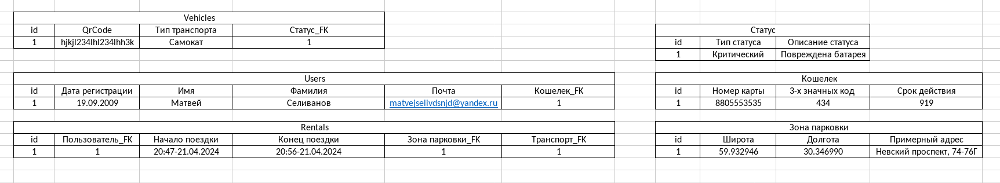 Vehicles
id QrCode Тип транспорта Статус_FK
1 hjkjl234lhl234lhh3k Самокат 1
Статус
id Тип статуса Описание статуса
1 Критический Повреждена батарея
Users
id Дата регистрации Имя Фамилия Почта Кошелек_FK
1 19.09.2009 Матвей Селиванов matvejselivdsnjd@yandex.ru 1
Кошелек
id Номер карты 3-х значных код Срок действия
1 8805553535 434 919
Rentals
id Пользователь_FK Начало поездки Конец поездки Зона парковки_FK Транспорт_FK
1 1 20:47-21.04.2024 20:56-21.04.2024 1 1
Зона парковки
id Широта Долгота Примерный адрес
1 59.932946 30.346990 Невский проспект, 74-76Г